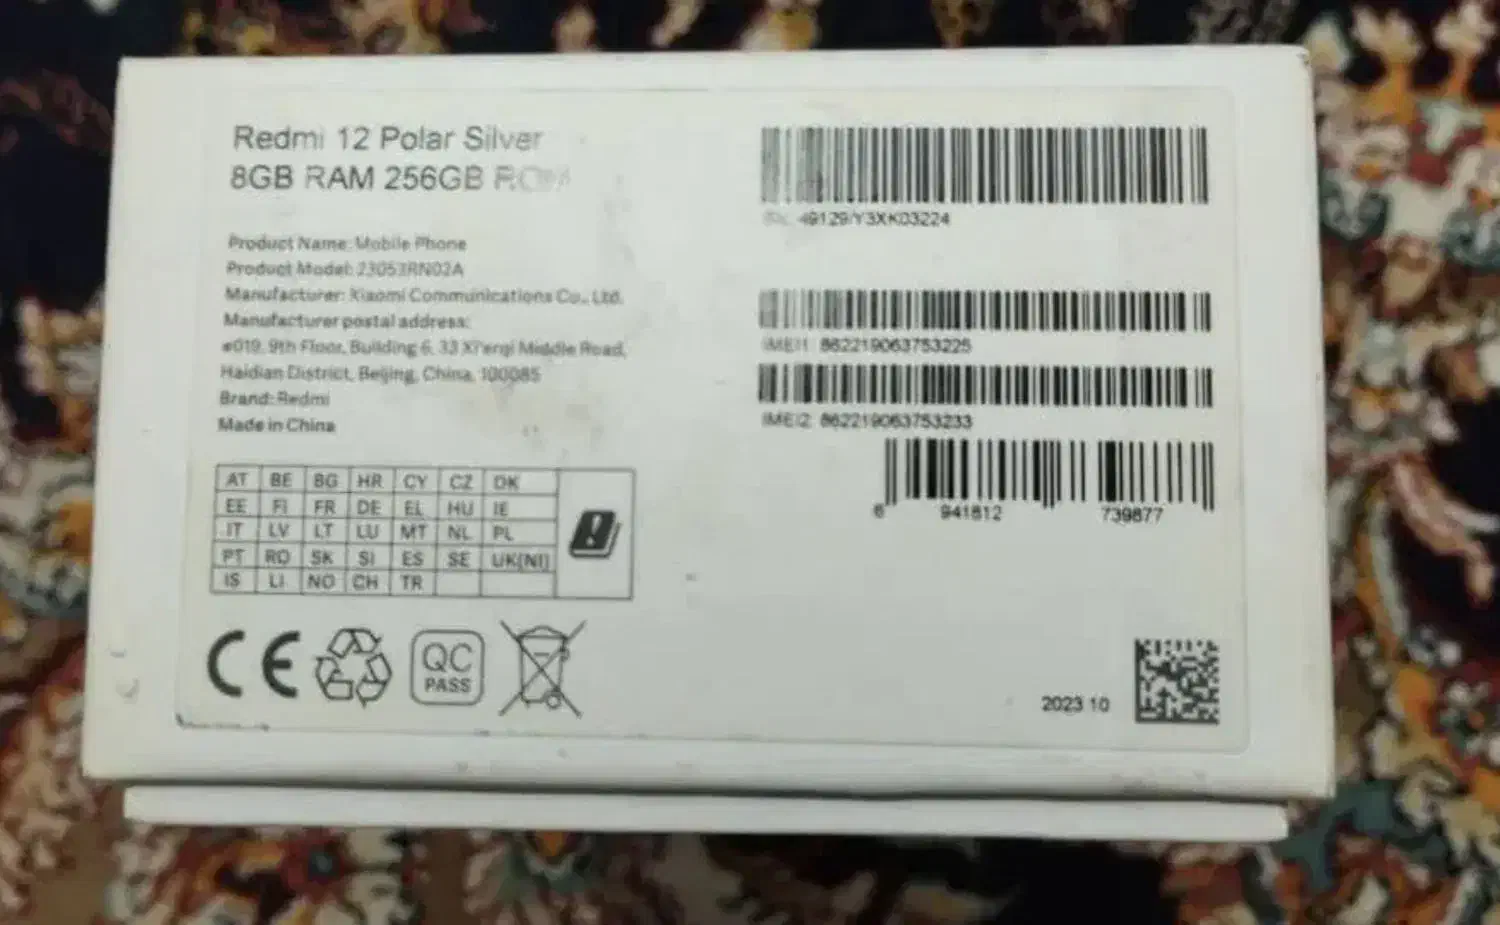 Redmi 12 Polar Silver
8GB RAM 256GB ROM
Product Name: Mobile Phone
Product Model: 23053RN02A
Manufacturer: Xiaomi Communications Co., Ltd.
Manufacturer postal address:
#019, 9th Floor, Building 6, 33 Xi'erqi Middle Road,
Haidian District, Beijing, China, 100085
Brand: Redmi
Made in China
AT BE BG HR CY CZ DK
EE FI FR DE EL HU IE
IT LV LT LU MT NL PL
PT RO SK SI ES SE UK(NI)
IS LI NO CH TR
CE
QC
PASS
49129/Y3XK03224
IMEI1 862219063753225
IMEI2 862219063753233
6 941812 739877
2023 10